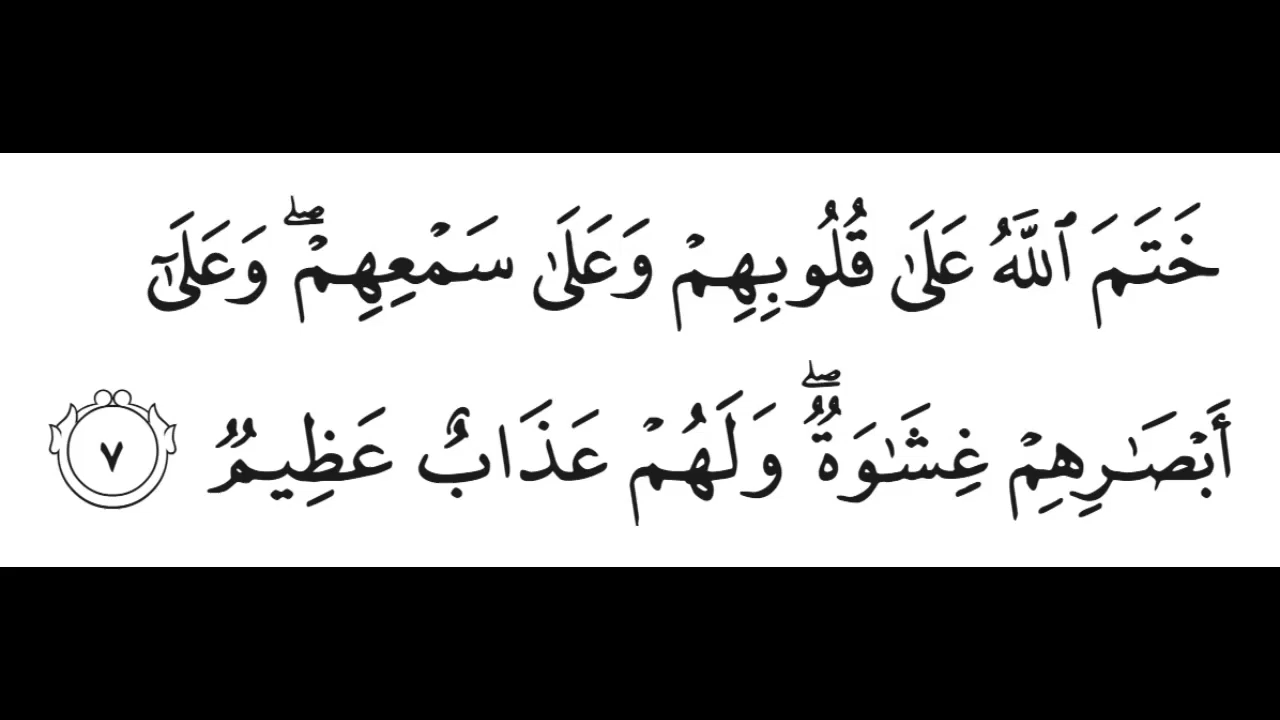 خَتَمَ ٱللَّهُ عَلَىٰ قُلُوبِهِمْ وَعَلَىٰ سَمْعِهِمْ ۖ وَعَلَىٰٓ
أَبْصَـٰرِهِمْ غِشَـٰوَةٌ ۖ وَلَهُمْ عَذَابٌ عَظِيمٌ ٧